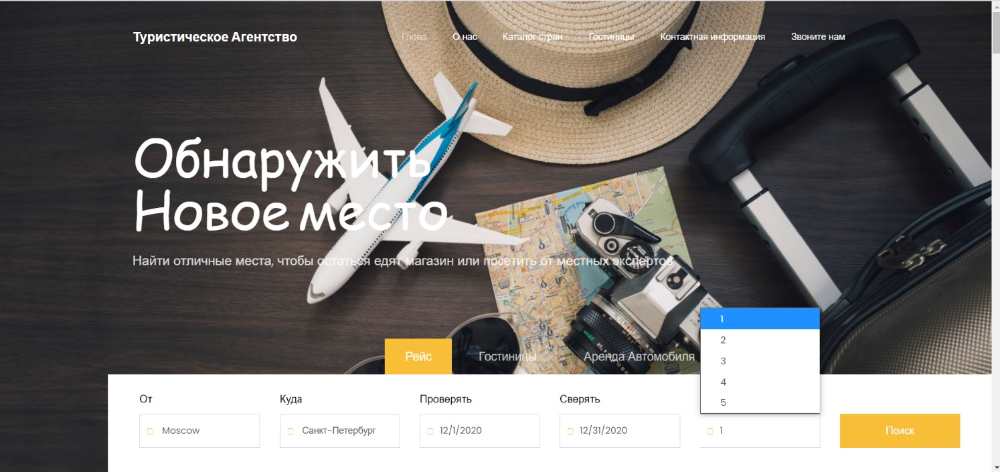 Туристическое Агентство
Глова О нас Каталог стран Гостиницы Контактная информация Звоните нам
Обнаружить
Новое место
Найти отличные места, чтобы остаться едят магазин или посетить от местных экспертов
Рейс Гостиницы Аренда Автомобиля
1
2
3
4
5
От Куда Проверять Сверять
Moscow Санкт-Петербург 12/1/2020 12/31/2020 1 Поиск